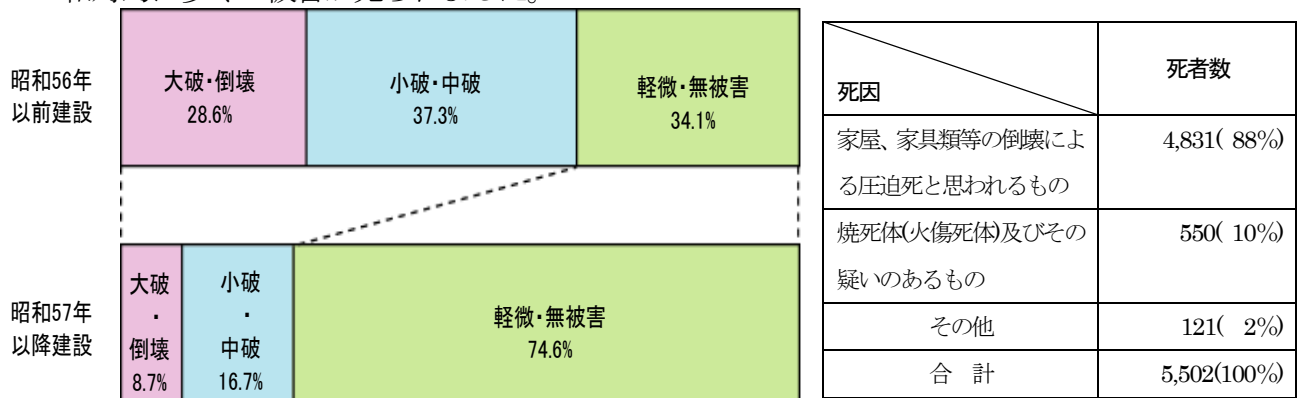 昭和56年
以前建設
大破・倒壊
28.6%
小破・中破
37.3%
軽微・無被害
34.1%
昭和57年
以降建設
大破
・
倒壊
8.7%
小破
・
中破
16.7%
軽微・無被害
74.6%
死因
死者数
家屋、家具類等の倒壊によ
る圧迫死と思われるもの
4,831( 88%)
焼死体(火傷死体)及びその
疑いのあるもの
550( 10%)
その他
121( 2%)
合 計
5,502(100%)